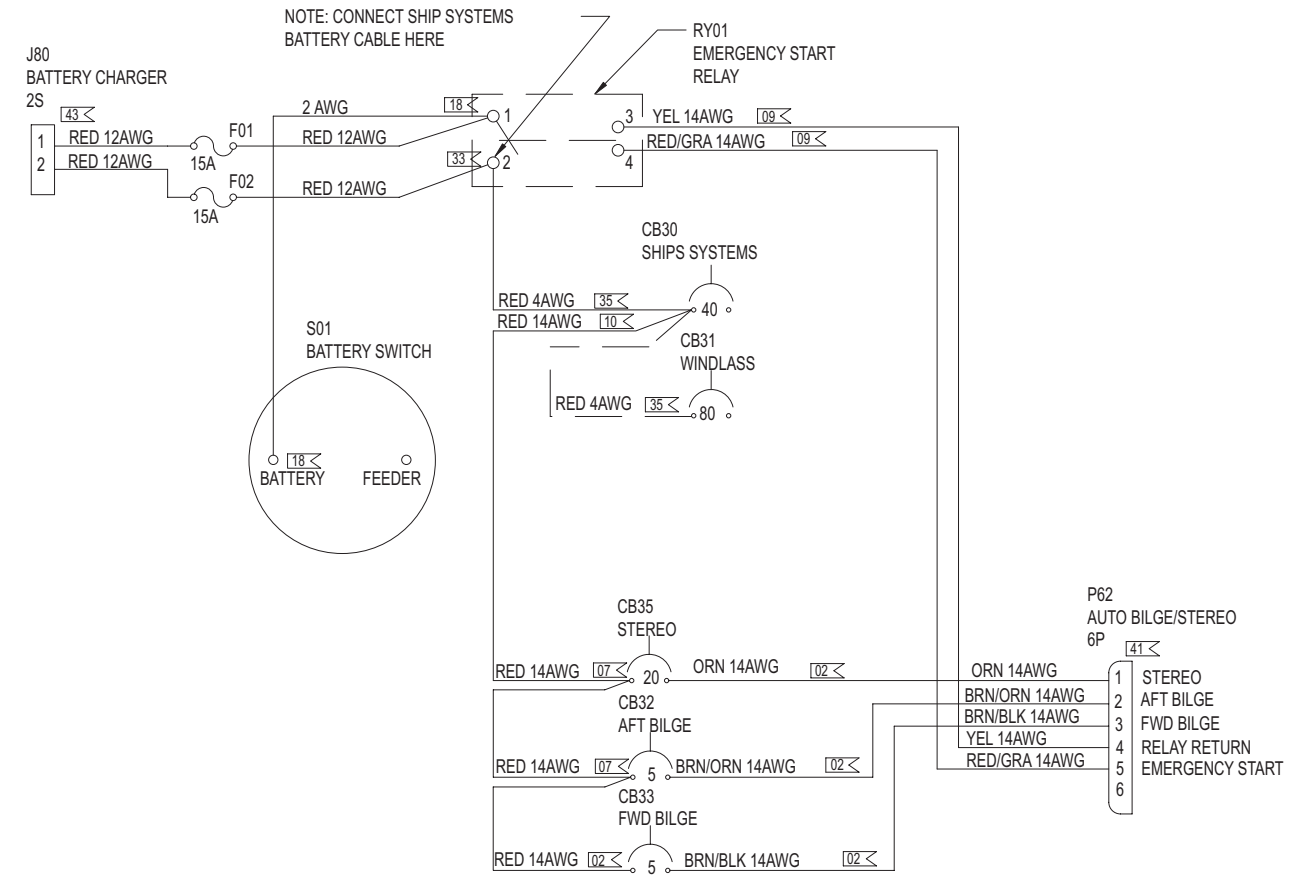 NOTE: CONNECT SHIP SYSTEMS
BATTERY CABLE HERE
RY01
EMERGENCY START
RELAY
J80
BATTERY CHARGER
2S
43
1
2
RED 12AWG
RED 12AWG
F01
15A
F02
15A
2 AWG
RED 12AWG
RED 12AWG
18
33
1
2
3
4
YEL 14AWG
09
RED/GRA 14AWG
09
CB30
SHIPS SYSTEMS
RED 4AWG
35
40
RED 14AWG
10
CB31
WINDLASS
RED 4AWG
35
80
S01
BATTERY SWITCH
18
BATTERY
FEEDER
CB35
STEREO
RED 14AWG
07
20
ORN 14AWG
02
CB32
AFT BILGE
RED 14AWG
07
5
BRN/ORN 14AWG
02
CB33
FWD BILGE
RED 14AWG
02
5
BRN/BLK 14AWG
02
P62
AUTO BILGE/STEREO
6P
41
ORN 14AWG
1
STEREO
BRN/ORN 14AWG
2
AFT BILGE
BRN/BLK 14AWG
3
FWD BILGE
YEL 14AWG
4
RELAY RETURN
RED/GRA 14AWG
5
EMERGENCY START
6